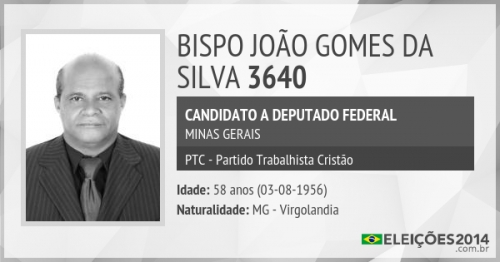 BISPO JOÃO GOMES DA
SILVA 3640
CANDIDATO A DEPUTADO FEDERAL
MINAS GERAIS
PTC - Partido Trabalhista Cristão
Idade: 58 anos (03-08-1956)
Naturalidade: MG - Virgolandia
ELEIÇÕES2014
.com.br